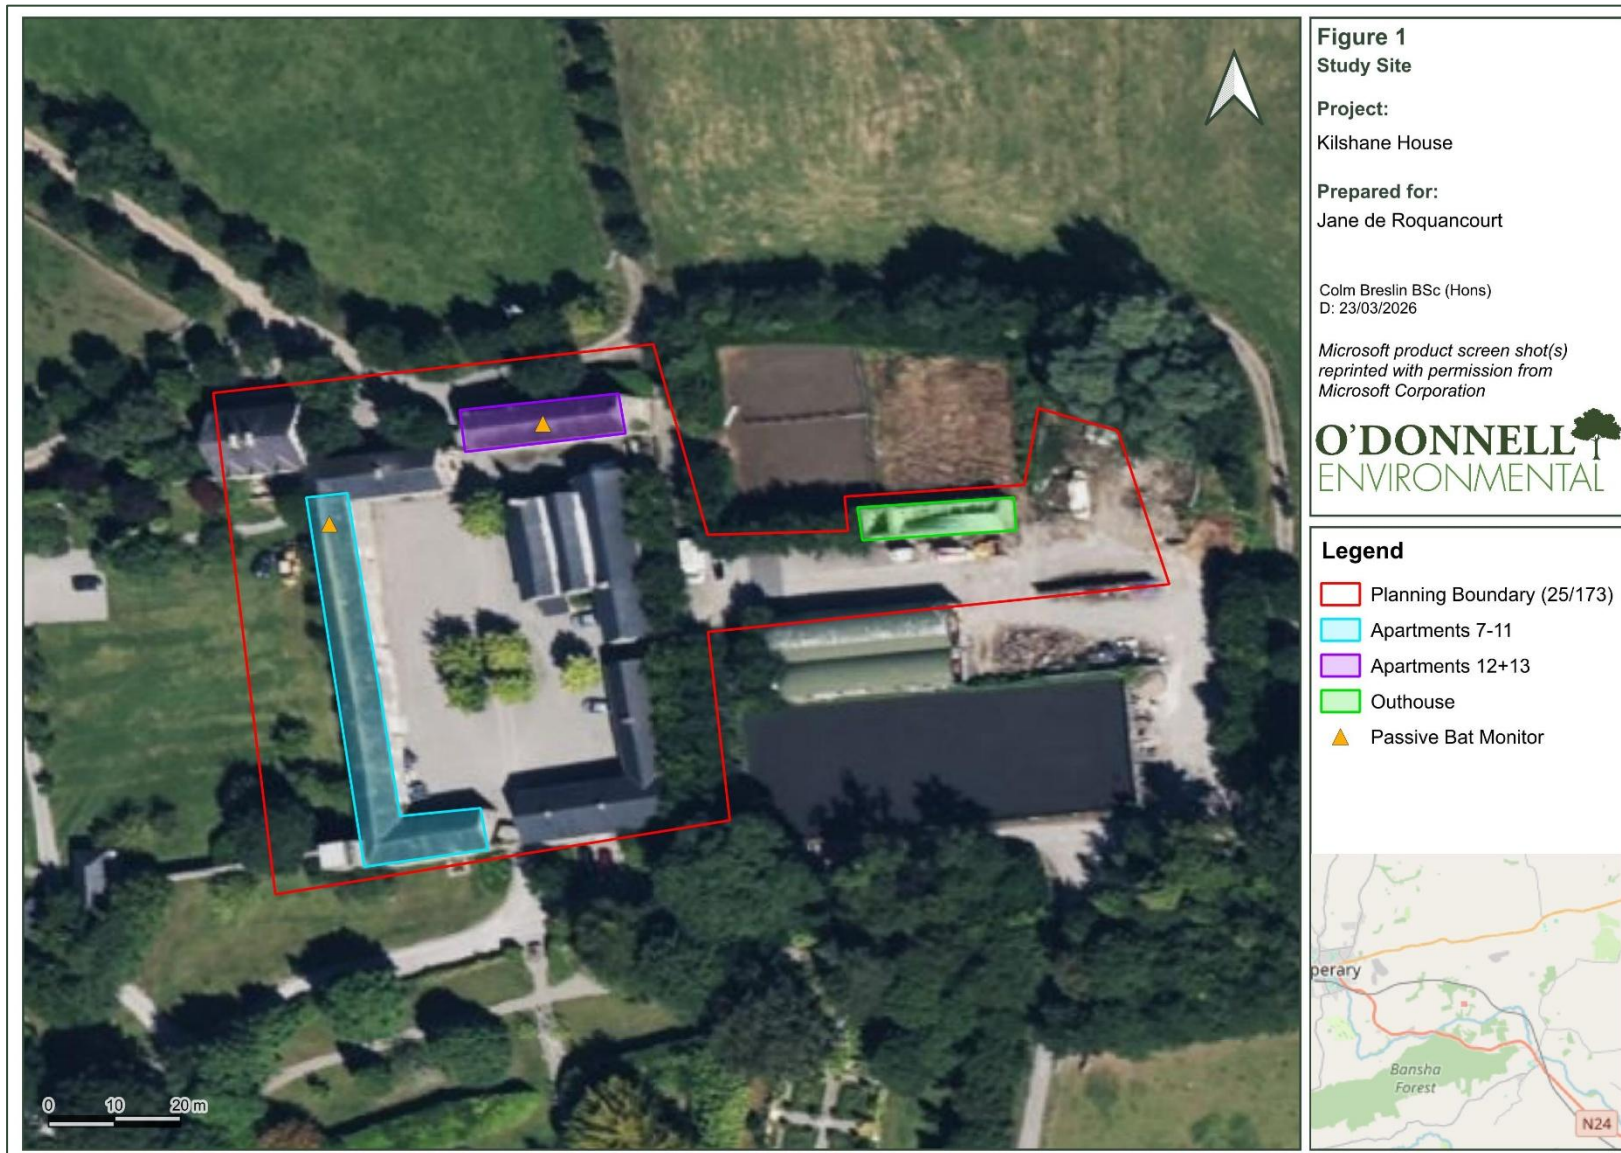 Figure 1
Study Site
Project:
Kilshane House
Prepared for:
Jane de Roquancourt
Colm Breslin BSc (Hons)
D: 23/03/2026
Microsoft product screen shot(s)
reprinted with permission from
Microsoft Corporation
O'DONNELL
ENVIRONMENTAL
Legend
Planning Boundary (25/173)
Apartments 7-11
Apartments 12+13
Outhouse
Passive Bat Monitor
perary
Bansha
Forest
N24
0 10 20 m